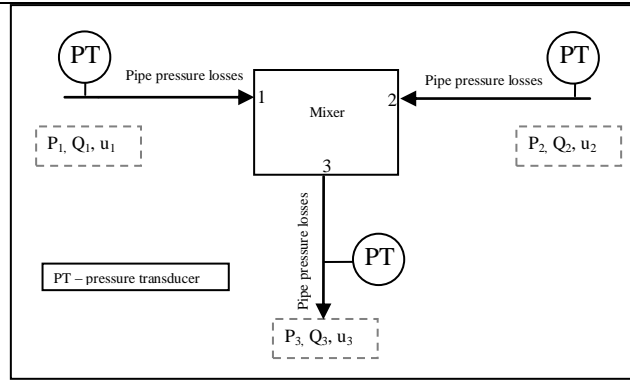 PT
PT
Pipe pressure losses
Pipe pressure losses
1
Mixer
2
P1, Q1, u1
P2, Q2, u2
3
Pipe pressure losses
PT
PT – pressure transducer
P3, Q3, u3